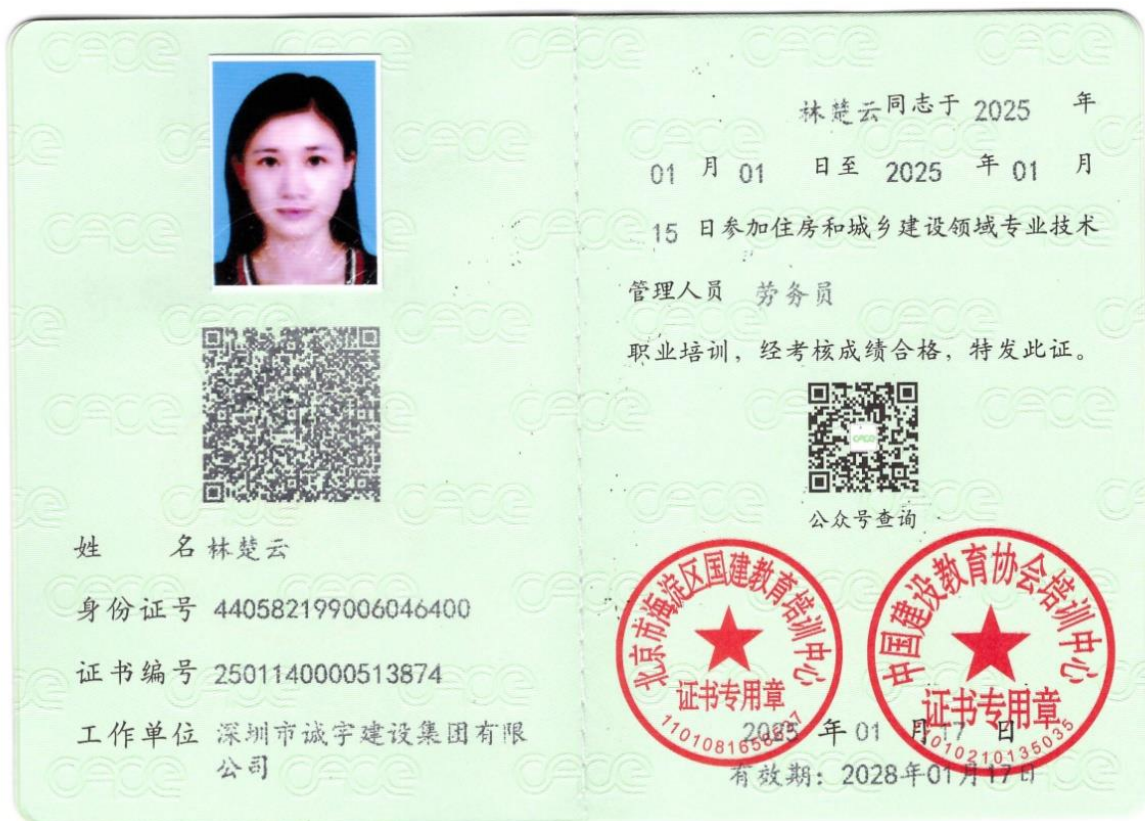 姓 名 林楚云
身份证号 440582199006046400
证书编号 2501140000513874
工作单位 深圳市诚宇建设集团有限
公司
林楚云同志于 2025 年
01 月 01 日至 2025 年 01 月
15 日参加住房和城乡建设领域专业技术
管理人员 劳务员
职业培训，经考核成绩合格，特发此证。
CACE
公众号查询
北京市海淀区国建教育培训中心
证书专用章
中国建设教育协会培训中心
证书专用章
2025 年 01 月 17 日
有效期：2028年01月17日